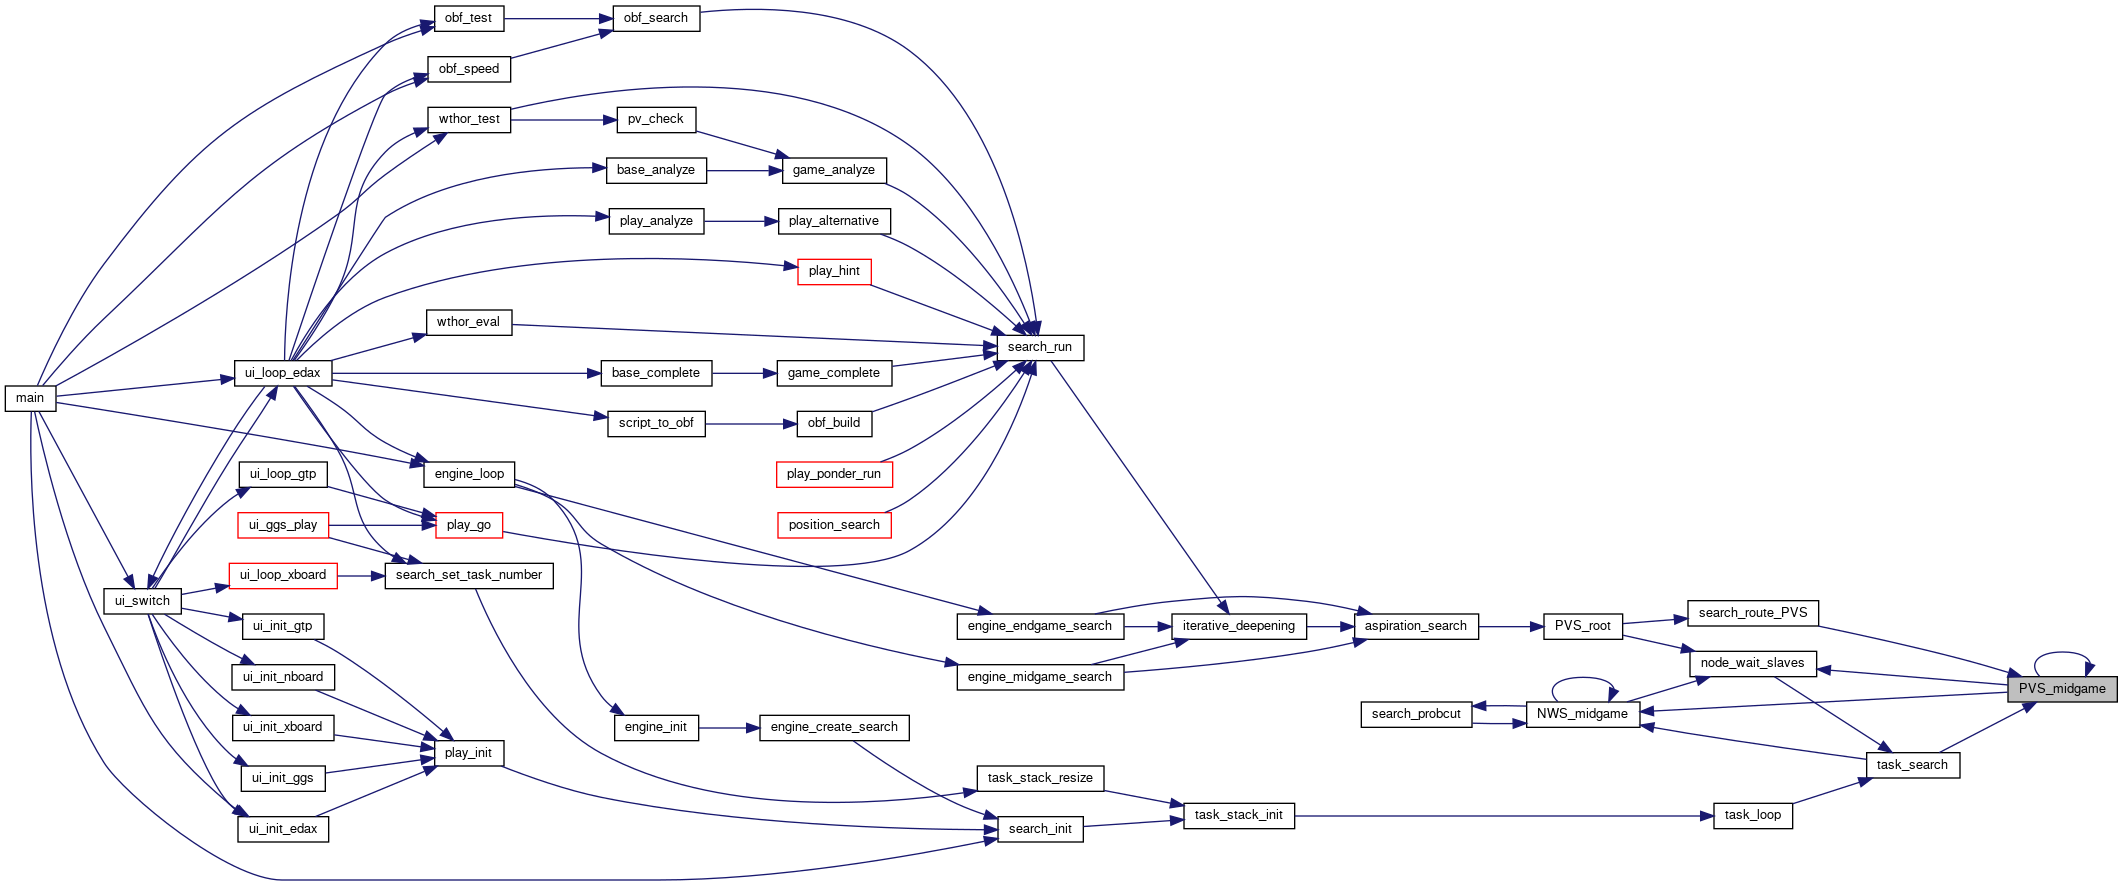 obf_test
obf_search
obf_speed
wthor_test
pv_check
base_analyze
game_analyze
play_analyze
play_alternative
play_hint
wthor_eval
search_run
ui_loop_edax
base_complete
game_complete
main
script_to_obf
obf_build
ui_loop_gtp
engine_loop
play_ponder_run
ui_ggs_play
play_go
position_search
ui_loop_xboard
search_set_task_number
ui_switch
ui_init_gtp
engine_endgame_search
iterative_deepening
aspiration_search
PVS_root
search_route_PVS
ui_init_nboard
engine_midgame_search
node_wait_slaves
PVS_midgame
ui_init_xboard
engine_init
engine_create_search
search_probcut
NWS_midgame
play_init
ui_init_ggs
task_stack_resize
task_search
ui_init_edax
search_init
task_stack_init
task_loop